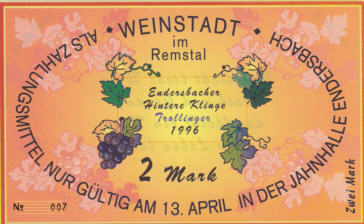 • WEINSTADT •
im
Remstal
ALS ZAHLUNGSMITTEL NUR GÜLTIG AM 13. APRIL IN DER JAHNHALLE ENDERSBACH
Endersbacher
Hintere Klinge
Trollinger
1996
2 Mark
No 007
zwei Mark